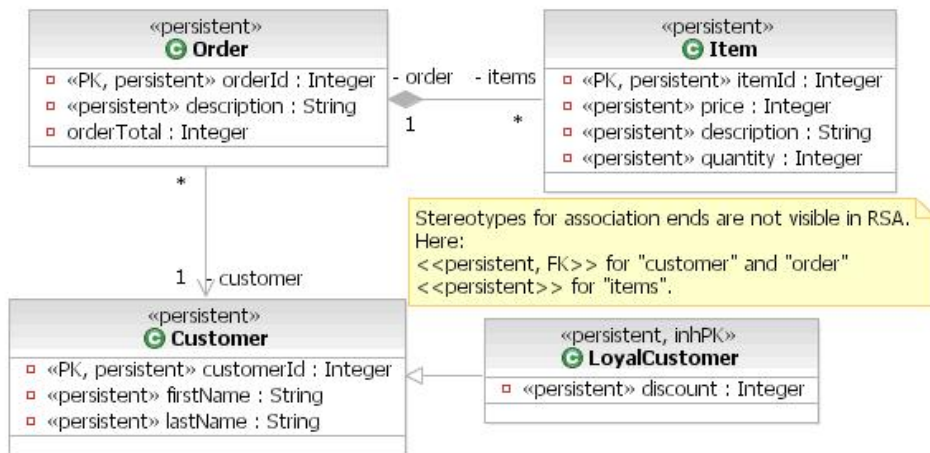 «persistent»
C Order
«PK, persistent» orderId : Integer
«persistent» description : String
orderTotal : Integer
- order
- items
1
*
«persistent»
C Item
«PK, persistent» itemId : Integer
«persistent» price : Integer
«persistent» description : String
«persistent» quantity : Integer
*
1
- customer
Stereotypes for association ends are not visible in RSA.
Here:
<<persistent, FK>> for "customer" and "order"
<<persistent>> for "items".
«persistent»
C Customer
«PK, persistent» customerId : Integer
«persistent» firstName : String
«persistent» lastName : String
«persistent, inhPK»
C LoyalCustomer
«persistent» discount : Integer